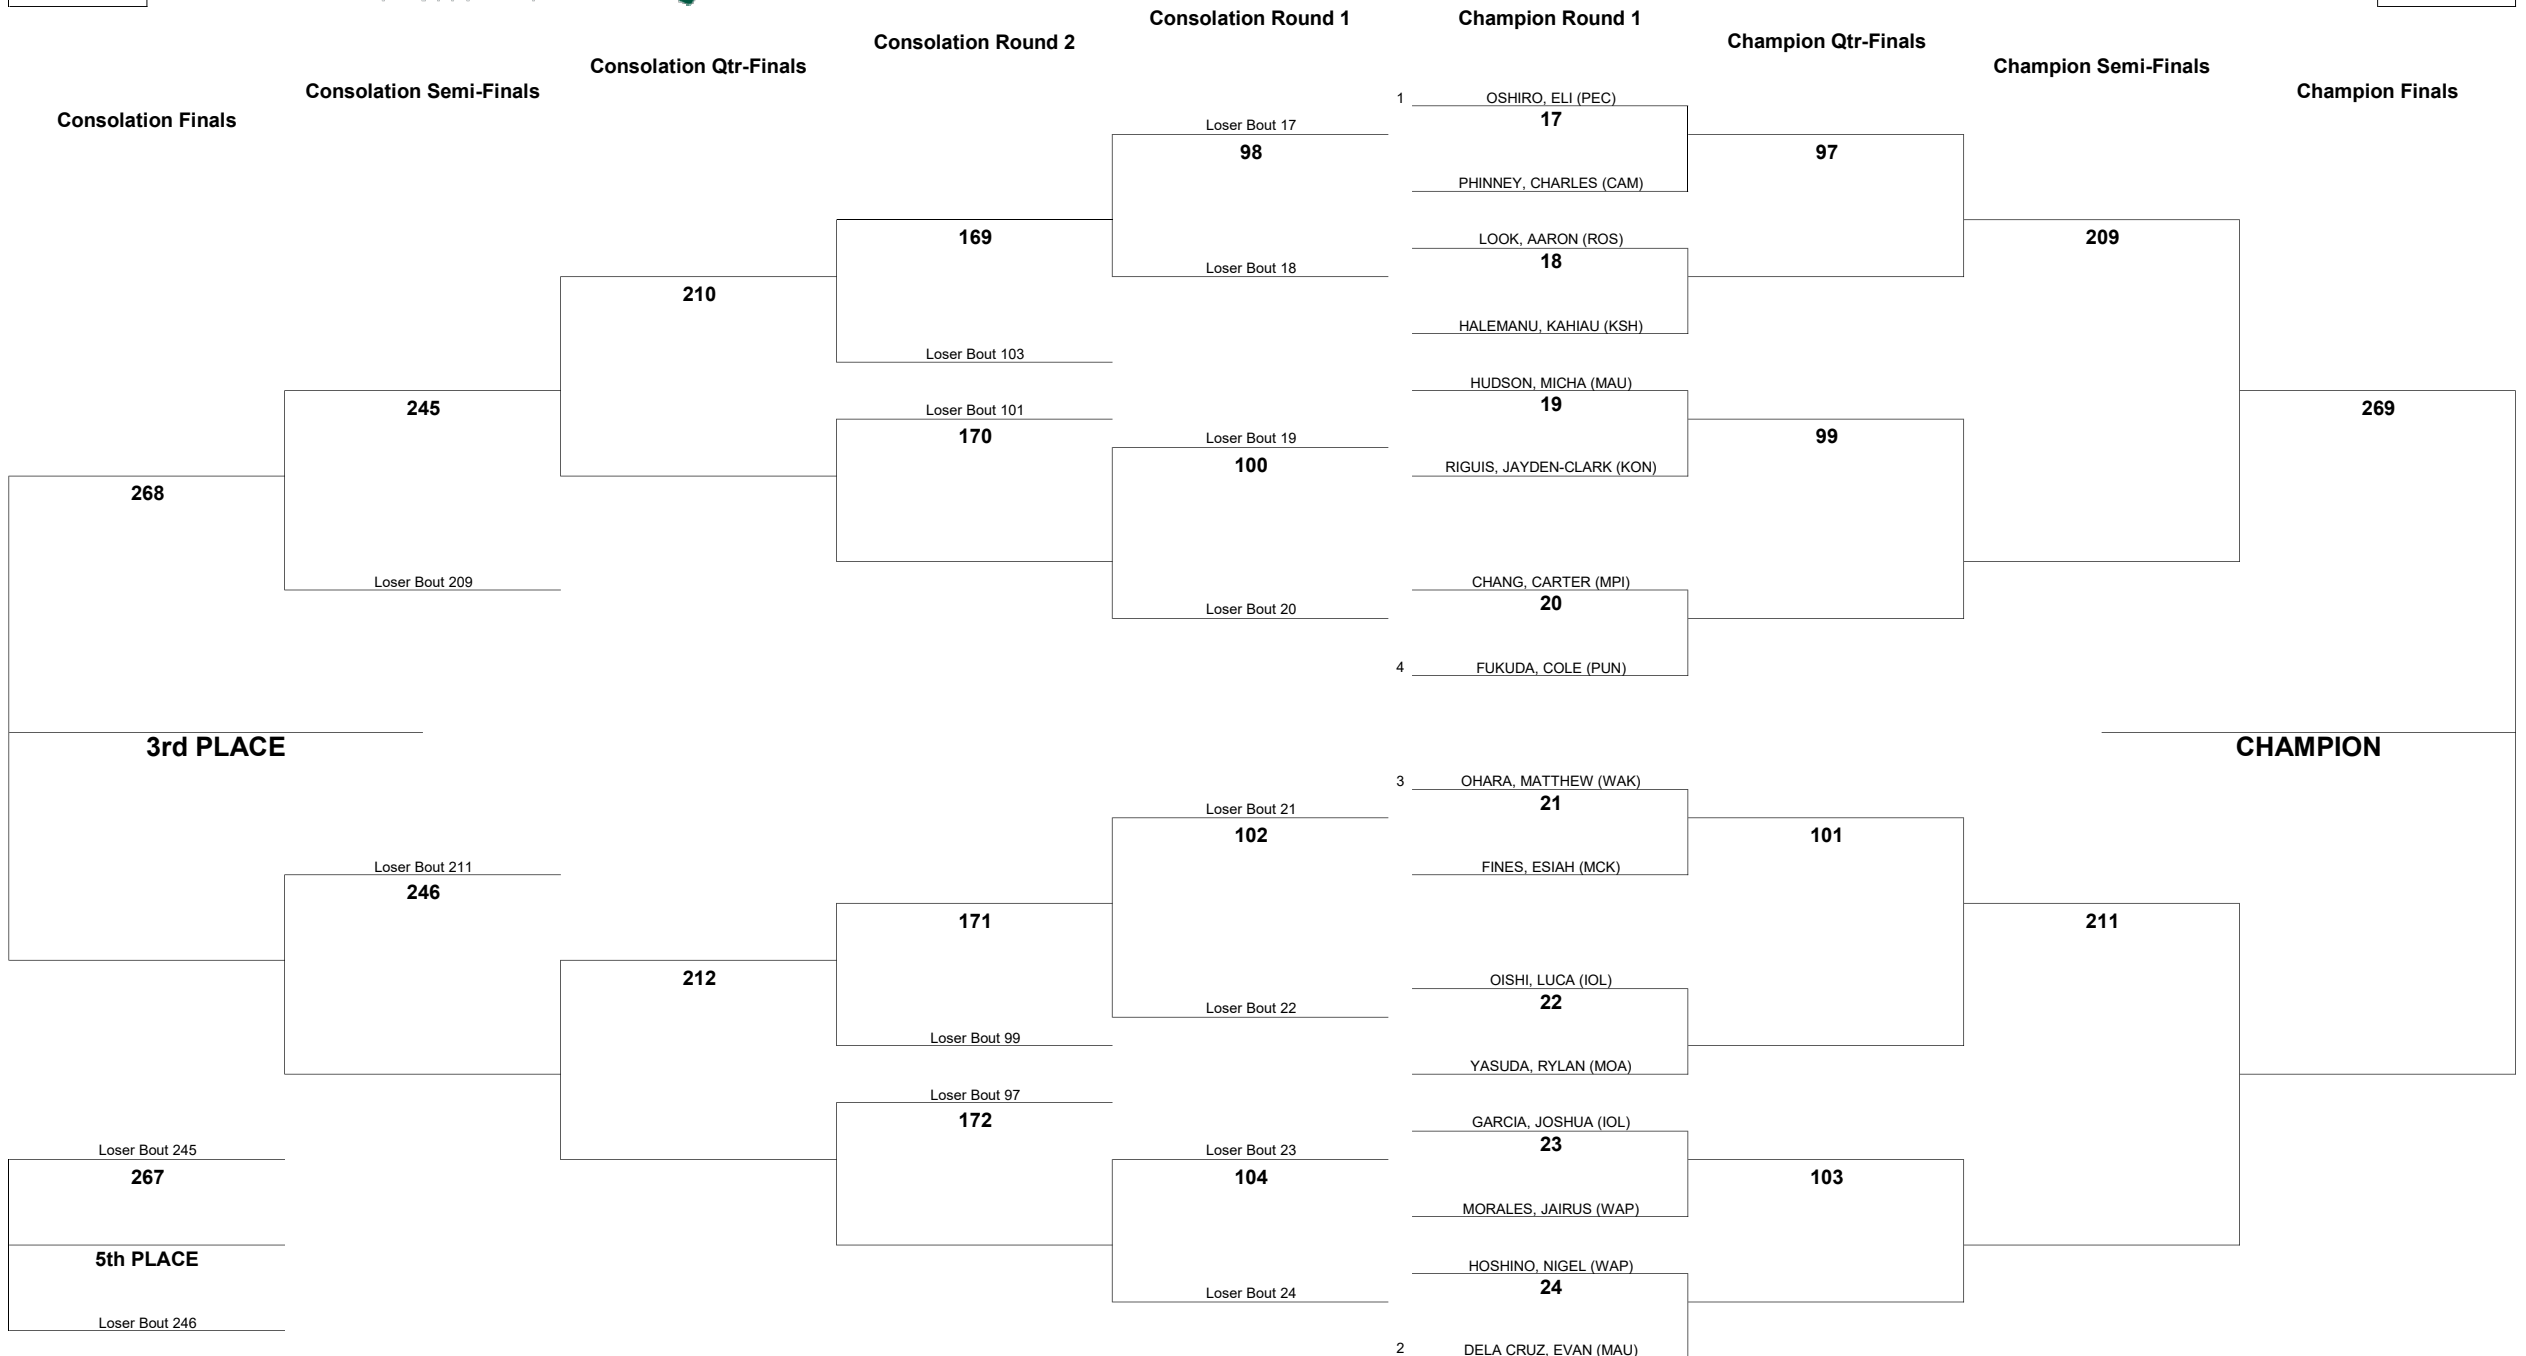 Consolation Round 1
Champion Round 1
Consolation Round 2
Champion Qtr-Finals
Consolation Qtr-Finals
Champion Semi-Finals
Consolation Semi-Finals
Champion Finals
Consolation Finals
1 OSHIRO, ELI (PEC)
17
Loser Bout 17
98
97
PHINNEY, CHARLES (CAM)
169
LOOK, AARON (ROS)
209
18
Loser Bout 18
210
HALEMANU, KAHIAU (KSH)
Loser Bout 103
HUDSON, MICHA (MAU)
245
Loser Bout 101
19
269
170
Loser Bout 19
99
100
RIGUIS, JAYDEN-CLARK (KON)
268
Loser Bout 209
CHANG, CARTER (MPI)
20
Loser Bout 20
4 FUKUDA, COLE (PUN)
3rd PLACE
CHAMPION
3 OHARA, MATTHEW (WAK)
21
Loser Bout 21
102
101
Loser Bout 211
FINES, ESIAH (MCK)
246
171
211
212
OISHI, LUCA (IOL)
22
Loser Bout 22
Loser Bout 99
YASUDA, RYLAN (MOA)
Loser Bout 97
172
GARCIA, JOSHUA (IOL)
23
Loser Bout 245
Loser Bout 23
267
104
103
MORALES, JAIRUS (WAP)
5th PLACE
HOSHINO, NIGEL (WAP)
24
Loser Bout 24
Loser Bout 246
2 DELA CRUZ, EVAN (MAU)